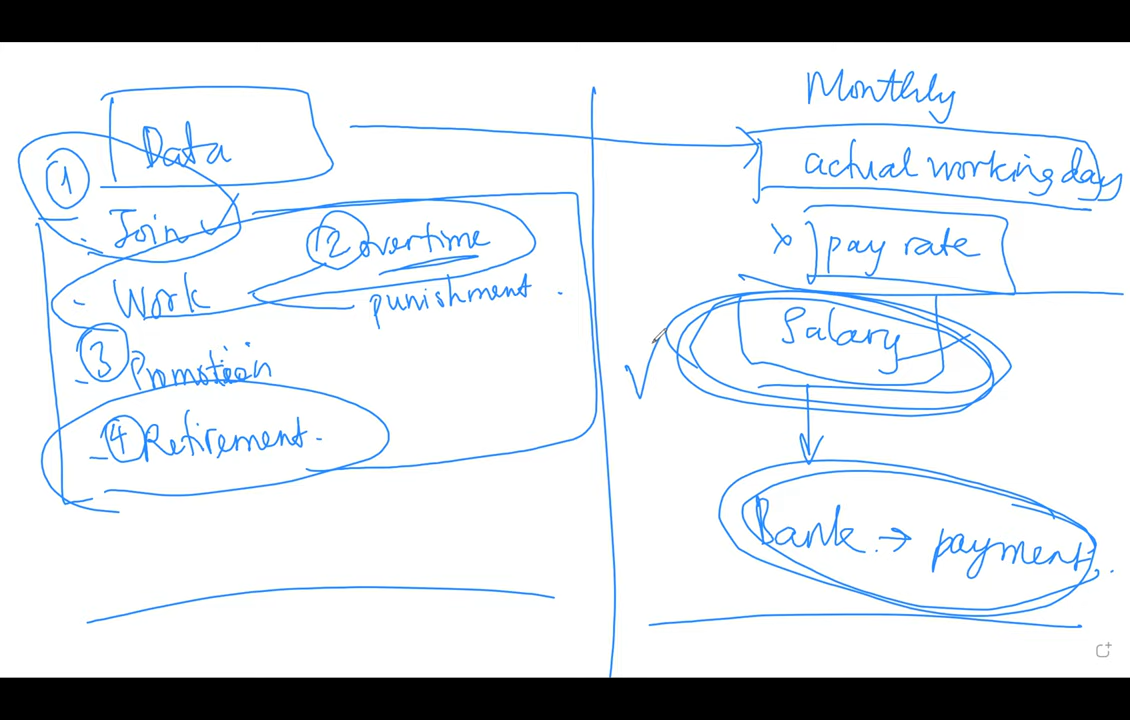 Data
1
- Join ✓
2 overtime
- Work
punishment .
3
- Promotion
- 4 Retirement.
Monthly
actual working day
x pay rate
Salary
✓
Bank. → payment.